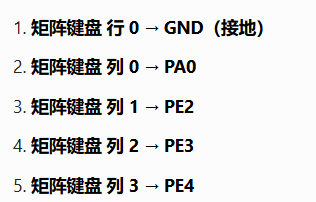 1. 矩阵键盘 行 0 → GND（接地）
2. 矩阵键盘 列 0 → PA0
3. 矩阵键盘 列 1 → PE2
4. 矩阵键盘 列 2 → PE3
5. 矩阵键盘 列 3 → PE4